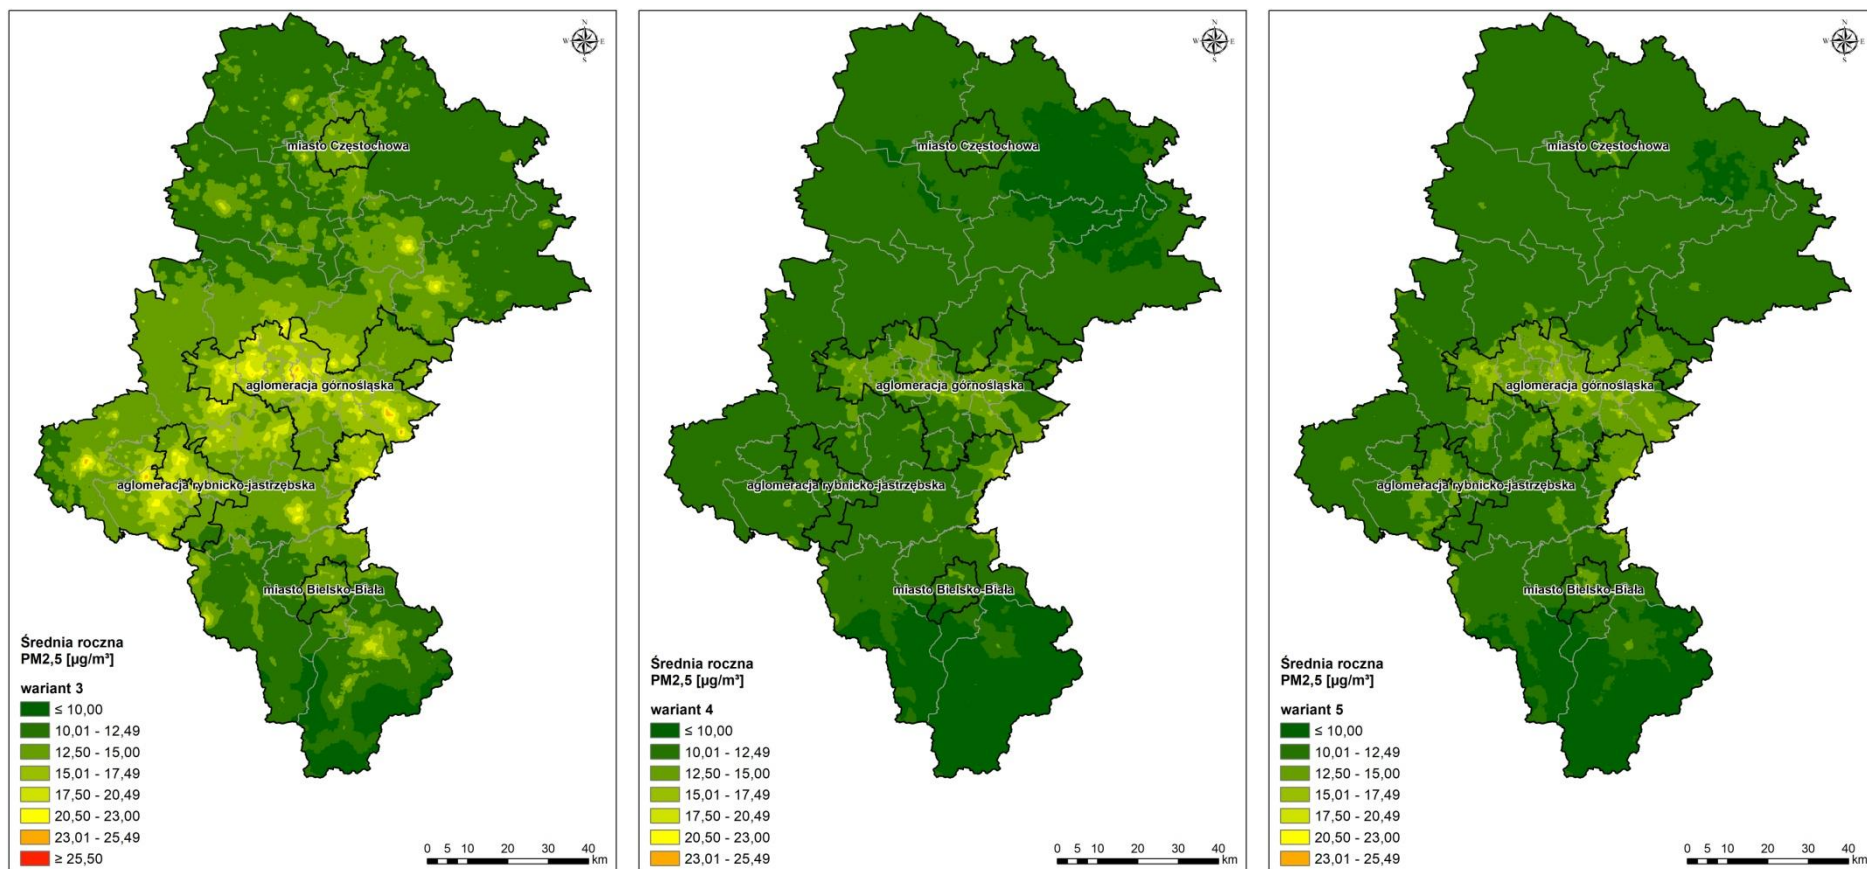 N
W E
S
miasto Częstochowa
aglomeracja górnośląska
aglomeracja rybnicko-jastrzębska
miasto Bielsko-Biała
Średnia roczna
PM2,5 [µg/m³]
wariant 3
≤ 10,00
10,01 - 12,49
12,50 - 15,00
15,01 - 17,49
17,50 - 20,49
20,50 - 23,00
23,01 - 25,49
≥ 25,50
0 5 10 20 30 40
km
N
W E
S
miasto Częstochowa
aglomeracja górnośląska
aglomeracja rybnicko-jastrzębska
miasto Bielsko-Biała
Średnia roczna
PM2,5 [µg/m³]
wariant 4
≤ 10,00
10,01 - 12,49
12,50 - 15,00
15,01 - 17,49
17,50 - 20,49
20,50 - 23,00
23,01 - 25,49
0 5 10 20 30 40
km
N
W E
S
miasto Częstochowa
aglomeracja górnośląska
aglomeracja rybnicko-jastrzębska
miasto Bielsko-Biała
Średnia roczna
PM2,5 [µg/m³]
wariant 5
≤ 10,00
10,01 - 12,49
12,50 - 15,00
15,01 - 17,49
17,50 - 20,49
20,50 - 23,00
23,01 - 25,49
0 5 10 20 30 40
km